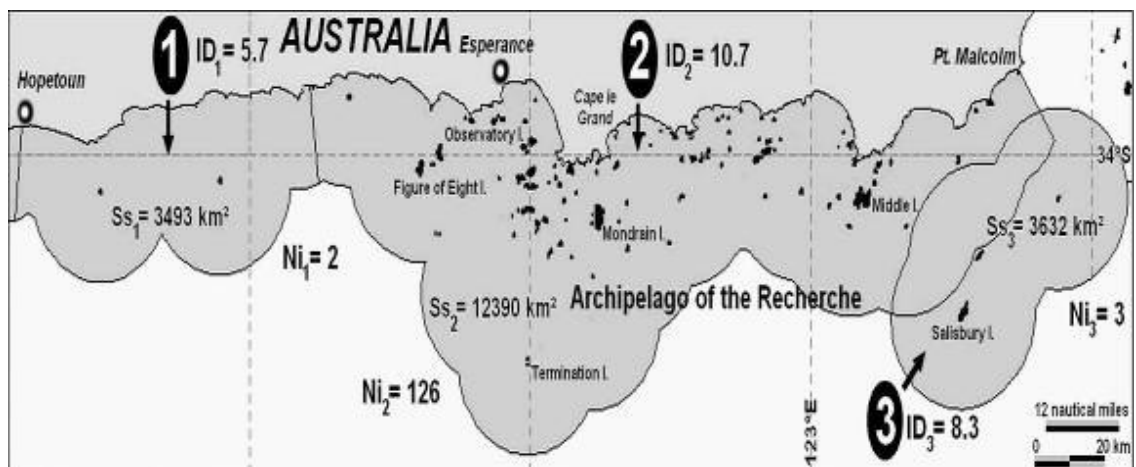 1
ID₁= 5.7
AUSTRALIA
Esperance
2
ID₂= 10.7
Pt. Malcolm
Hopetoun
Cape le
Grand
Observatory I.
34°S
Figure of Eight I.
Middle I.
Ss₁= 3493 km²
Mondrain I.
Ss₃= 3632 km²
Ni₁= 2
Ss₂= 12390 km²
Archipelago of the Recherche
Ni₃= 3
Salisbury I.
Termination I.
Ni₂= 126
123°E
3
ID₃= 8.3
12 nautical miles
0 20 km